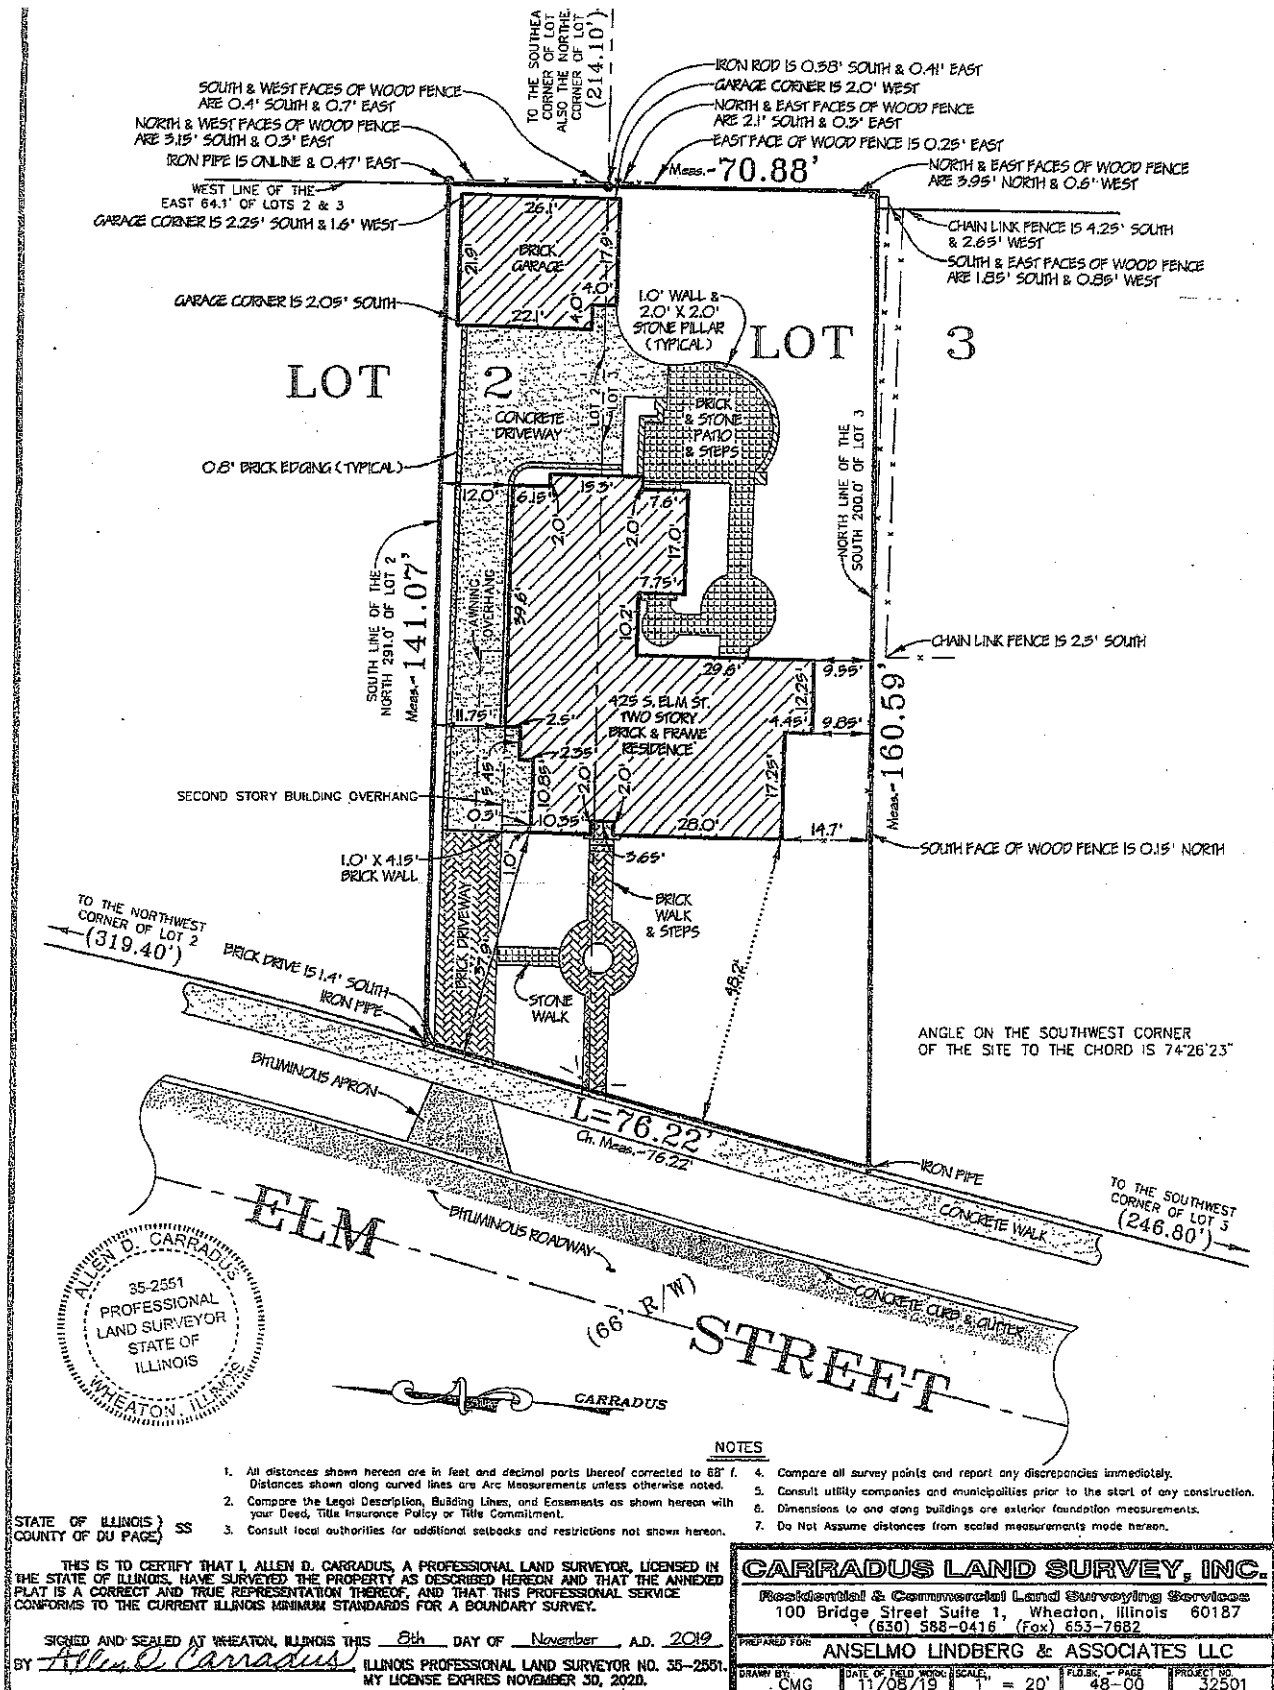 TO THE SOUTHEA
CORNER OF LOT
ALSO THE NORTHE
CORNER OF LOT
(214.10')
IRON ROD IS 0.38' SOUTH & 0.41' EAST
GARAGE CORNER IS 2.0' WEST
NORTH & EAST FACES OF WOOD FENCE
ARE 2.1' SOUTH & 0.3' EAST
EAST FACE OF WOOD FENCE IS 0.25' EAST
SOUTH & WEST FACES OF WOOD FENCE
ARE 0.4' SOUTH & 0.7' EAST
NORTH & WEST FACES OF WOOD FENCE
ARE 3.15' SOUTH & 0.3' EAST
IRON PIPE IS ONLINE & 0.47' EAST
Meas.-70.88'
NORTH & EAST FACES OF WOOD FENCE
ARE 3.95' NORTH & 0.6' WEST
WEST LINE OF THE
EAST 64.1' OF LOTS 2 & 3
GARAGE CORNER IS 2.25' SOUTH & 1.6' WEST
CHAIN LINK FENCE IS 4.25' SOUTH
& 2.65' WEST
SOUTH & EAST FACES OF WOOD FENCE
ARE 1.85' SOUTH & 0.85' WEST
26.1'
21.9'
BRICK
GARAGE
17.9'
4.0'
4.0'
22.1'
GARAGE CORNER IS 2.05' SOUTH
1.0' WALL &
2.0' X 2.0'
STONE PILLAR
(TYPICAL)
LOT 3
LOT 2
CONCRETE
DRIVEWAY
LOT 2
LOT 3
BRICK
& STONE
PATIO
& STEPS
0.8' BRICK EDGING (TYPICAL)
NORTH LINE OF THE
SOUTH 200.0' OF LOT 3
12.0'
6.15'
15.3'
7.6'
2.0'
2.0'
17.0'
7.75'
10.2'
39.6'
AWNING
OVERHANG
SOUTH LINE OF THE
NORTH 291.0' OF LOT 2
Meas.- 141.07'
CHAIN LINK FENCE IS 2.3' SOUTH
29.6'
9.55'
12.25'
425 S. ELM ST.
TWO STORY
BRICK & FRAME
RESIDENCE
4.45'
9.85'
Meas.- 160.59'
11.75'
2.5'
5.45'
2.35'
10.85'
2.0'
2.0'
17.25'
SECOND STORY BUILDING OVERHANG
0.3'
10.35'
28.0'
14.7'
SOUTH FACE OF WOOD FENCE IS 0.15' NORTH
1.0' X 4.15'
BRICK WALL
1.0'
3.65'
BRICK
WALK
& STEPS
BRICK DRIVEWAY
37.9'
48.2'
STONE
WALK
TO THE NORTHWEST
CORNER OF LOT 2
(319.40')
BRICK DRIVE IS 1.4' SOUTH
IRON PIPE
ANGLE ON THE SOUTHWEST CORNER
OF THE SITE TO THE CHORD IS 74°26'23"
BITUMINOUS APRON
L=76.22'
Ch. Meas.-76.22'
IRON PIPE
TO THE SOUTHWEST
CORNER OF LOT 3
(246.80')
CONCRETE WALK
BITUMINOUS ROADWAY
CONCRETE CURB & GUTTER
ELM STREET
(66' R/W)
ALLEN D. CARRADUS
35-2551
PROFESSIONAL
LAND SURVEYOR
STATE OF
ILLINOIS
WHEATON, ILLINOIS
CARRADUS
NOTES
1. All distances shown hereon are in feet and decimal parts thereof corrected to 68° f.
Distances shown along curved lines are Arc Measurements unless otherwise noted.
2. Compare the Legal Description, Building Lines, and Easements as shown hereon with
your Deed, Title Insurance Policy or Title Commitment.
3. Consult local authorities for additional setbacks and restrictions not shown hereon.
4. Compare all survey points and report any discrepancies immediately.
5. Consult utility companies and municipalities prior to the start of any construction.
6. Dimensions to and along buildings are exterior foundation measurements.
7. Do Not Assume distances from scaled measurements made hereon.
STATE OF ILLINOIS )
COUNTY OF DU PAGE) SS
THIS IS TO CERTIFY THAT I, ALLEN D. CARRADUS, A PROFESSIONAL LAND SURVEYOR, LICENSED IN
THE STATE OF ILLINOIS, HAVE SURVEYED THE PROPERTY AS DESCRIBED HEREON AND THAT THE ANNEXED
PLAT IS A CORRECT AND TRUE REPRESENTATION THEREOF, AND THAT THIS PROFESSIONAL SERVICE
CONFORMS TO THE CURRENT ILLINOIS MINIMUM STANDARDS FOR A BOUNDARY SURVEY.
SIGNED AND SEALED AT WHEATON, ILLINOIS THIS 8th DAY OF November A.D. 2019
BY Allen D. Carradus ILLINOIS PROFESSIONAL LAND SURVEYOR NO. 35-2551.
MY LICENSE EXPIRES NOVEMBER 30, 2020.
CARRADUS LAND SURVEY, INC.
Residential & Commercial Land Surveying Services
100 Bridge Street Suite 1, Wheaton, Illinois 60187
(630) 588-0416 (Fax) 653-7682
PREPARED FOR: ANSELMO LINDBERG & ASSOCIATES LLC
DRAWN BY: CMG
DATE OF FIELD WORK: 11/08/19
SCALE: 1" = 20'
FLD.BK. - PAGE 48-00
PROJECT NO. 32501